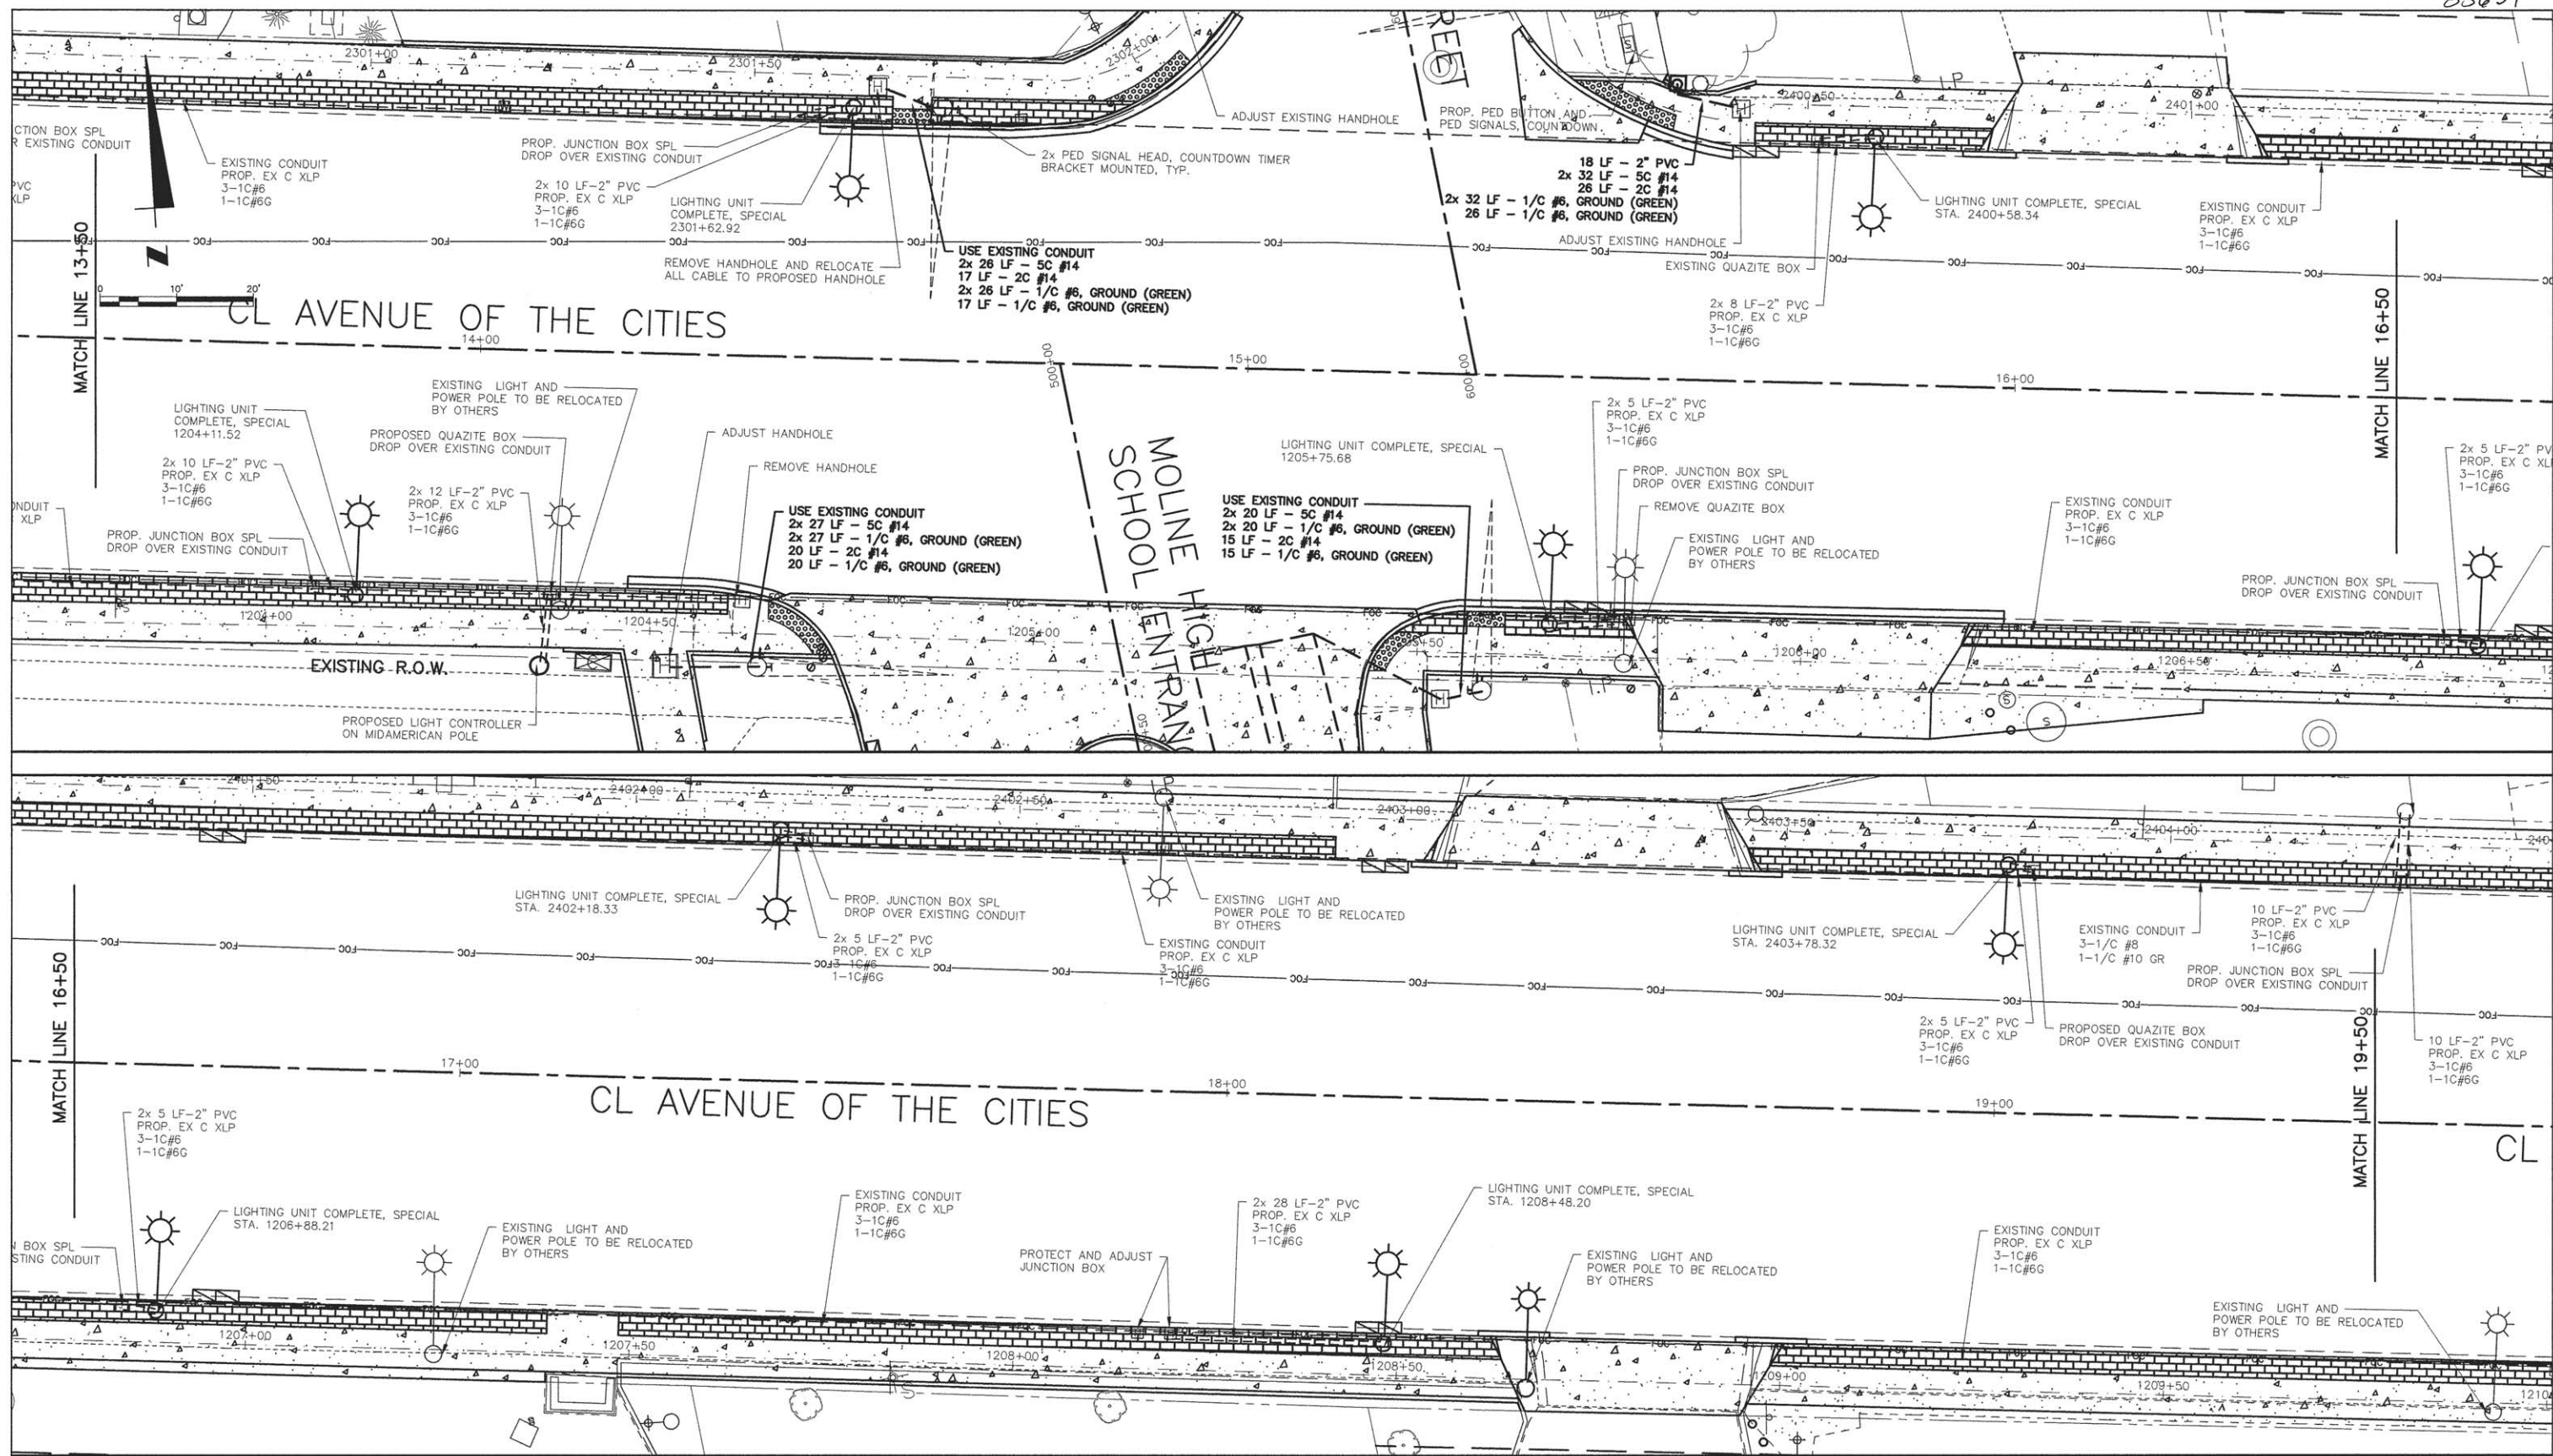 2301+00
2301+50
2302+00
REET
I.P.
2400+50
2401+00
CTION BOX SPL
R EXISTING CONDUIT
PVC
XLP
EXISTING CONDUIT
PROP. EX C XLP
3-1C#6
1-1C#6G
PROP. JUNCTION BOX SPL
DROP OVER EXISTING CONDUIT
2x 10 LF-2" PVC
PROP. EX C XLP
3-1C#6
1-1C#6G
LIGHTING UNIT
COMPLETE, SPECIAL
2301+62.92
REMOVE HANDHOLE AND RELOCATE
ALL CABLE TO PROPOSED HANDHOLE
2x PED SIGNAL HEAD, COUNTDOWN TIMER
BRACKET MOUNTED, TYP.
USE EXISTING CONDUIT
2x 26 LF - 5C #14
17 LF - 2C #14
2x 26 LF - 1/C #6, GROUND (GREEN)
17 LF - 1/C #6, GROUND (GREEN)
ADJUST EXISTING HANDHOLE
PROP. PED BUTTON AND
PED SIGNALS, COUNTDOWN
18 LF - 2" PVC
2x 32 LF - 5C #14
26 LF - 2C #14
2x 32 LF - 1/C #6, GROUND (GREEN)
26 LF - 1/C #6, GROUND (GREEN)
ADJUST EXISTING HANDHOLE
EXISTING QUAZITE BOX
2x 8 LF-2" PVC
PROP. EX C XLP
3-1C#6
1-1C#6G
LIGHTING UNIT COMPLETE, SPECIAL
STA. 2400+58.34
EXISTING CONDUIT
PROP. EX C XLP
3-1C#6
1-1C#6G
MATCH LINE 13+50
N
0 10' 20'
CL AVENUE OF THE CITIES
14+00
500+00
15+00
600+00
16+00
MATCH LINE 16+50
LIGHTING UNIT
COMPLETE, SPECIAL
1204+11.52
EXISTING LIGHT AND
POWER POLE TO BE RELOCATED
BY OTHERS
PROPOSED QUAZITE BOX
DROP OVER EXISTING CONDUIT
2x 10 LF-2" PVC
PROP. EX C XLP
3-1C#6
1-1C#6G
2x 12 LF-2" PVC
PROP. EX C XLP
3-1C#6
1-1C#6G
ONDUIT
XLP
PROP. JUNCTION BOX SPL
DROP OVER EXISTING CONDUIT
ADJUST HANDHOLE
REMOVE HANDHOLE
USE EXISTING CONDUIT
2x 27 LF - 5C #14
2x 27 LF - 1/C #6, GROUND (GREEN)
20 LF - 2C #14
20 LF - 1/C #6, GROUND (GREEN)
MOLINE HIGH
SCHOOL ENTRANC
LIGHTING UNIT COMPLETE, SPECIAL
1205+75.68
USE EXISTING CONDUIT
2x 20 LF - 5C #14
2x 20 LF - 1/C #6, GROUND (GREEN)
15 LF - 2C #14
15 LF - 1/C #6, GROUND (GREEN)
2x 5 LF-2" PVC
PROP. EX C XLP
3-1C#6
1-1C#6G
PROP. JUNCTION BOX SPL
DROP OVER EXISTING CONDUIT
REMOVE QUAZITE BOX
EXISTING LIGHT AND
POWER POLE TO BE RELOCATED
BY OTHERS
EXISTING CONDUIT
PROP. EX C XLP
3-1C#6
1-1C#6G
2x 5 LF-2" PV
PROP. EX C XL
3-1C#6
1-1C#6G
PROP. JUNCTION BOX SPL
DROP OVER EXISTING CONDUIT
1204+00
1204+50
1205+00
1206+00
1206+50
EXISTING R.O.W.
PROPOSED LIGHT CONTROLLER
ON MIDAMERICAN POLE
I.P.
S
S
2401+50
2402+00
2402+50
2403+00
2403+50
2404+00
LIGHTING UNIT COMPLETE, SPECIAL
STA. 2402+18.33
PROP. JUNCTION BOX SPL
DROP OVER EXISTING CONDUIT
2x 5 LF-2" PVC
PROP. EX C XLP
3-1C#6
1-1C#6G
EXISTING LIGHT AND
POWER POLE TO BE RELOCATED
BY OTHERS
EXISTING CONDUIT
PROP. EX C XLP
3-1C#6
1-1C#6G
LIGHTING UNIT COMPLETE, SPECIAL
STA. 2403+78.32
EXISTING CONDUIT
3-1/C #8
1-1/C #10 GR
10 LF-2" PVC
PROP. EX C XLP
3-1C#6
1-1C#6G
PROP. JUNCTION BOX SPL
DROP OVER EXISTING CONDUIT
2x 5 LF-2" PVC
PROP. EX C XLP
3-1C#6
1-1C#6G
PROPOSED QUAZITE BOX
DROP OVER EXISTING CONDUIT
10 LF-2" PVC
PROP. EX C XLP
3-1C#6
1-1C#6G
MATCH LINE 16+50
17+00
CL AVENUE OF THE CITIES
18+00
19+00
MATCH LINE 19+50
CL
2x 5 LF-2" PVC
PROP. EX C XLP
3-1C#6
1-1C#6G
LIGHTING UNIT COMPLETE, SPECIAL
STA. 1206+88.21
N BOX SPL
STING CONDUIT
EXISTING LIGHT AND
POWER POLE TO BE RELOCATED
BY OTHERS
EXISTING CONDUIT
PROP. EX C XLP
3-1C#6
1-1C#6G
PROTECT AND ADJUST
JUNCTION BOX
2x 28 LF-2" PVC
PROP. EX C XLP
3-1C#6
1-1C#6G
LIGHTING UNIT COMPLETE, SPECIAL
STA. 1208+48.20
EXISTING LIGHT AND
POWER POLE TO BE RELOCATED
BY OTHERS
EXISTING CONDUIT
PROP. EX C XLP
3-1C#6
1-1C#6G
EXISTING LIGHT AND
POWER POLE TO BE RELOCATED
BY OTHERS
1207+00
1207+50
1208+00
1208+50
1209+00
1209+50
1210